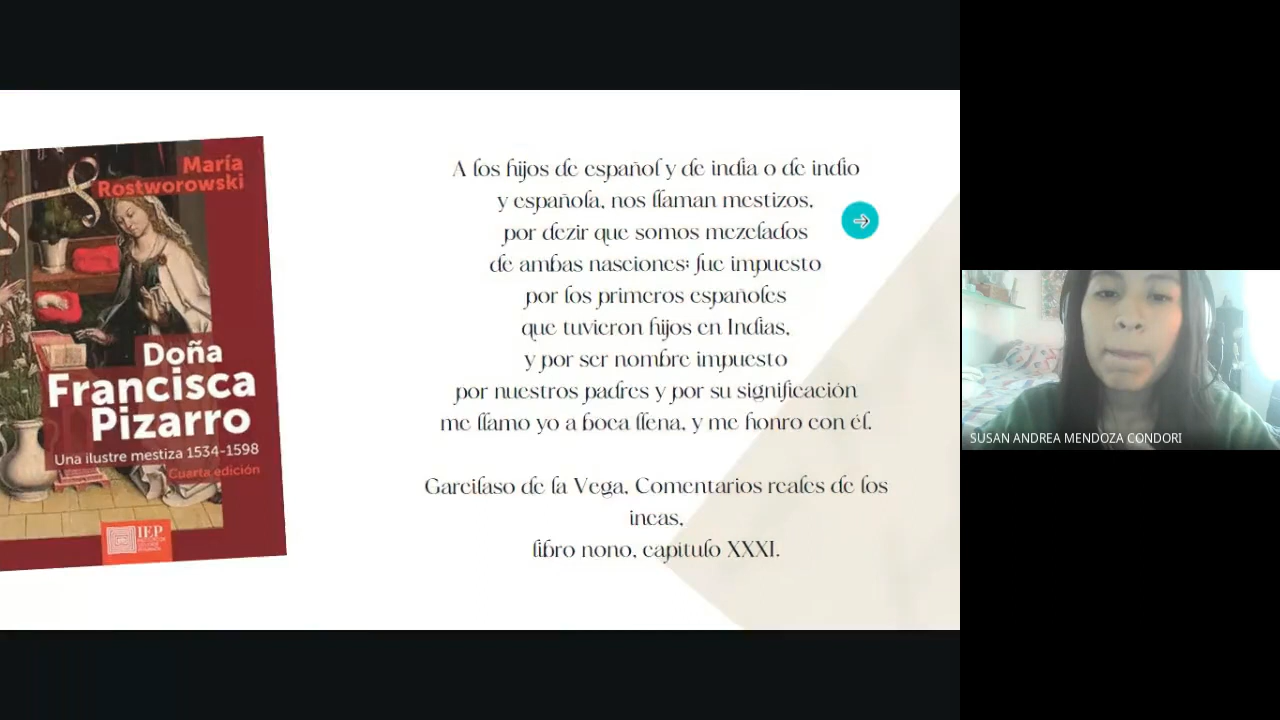 María
Rostworowski
Doña
Francisca
Pizarro
Una ilustre mestiza 1534-1598
Cuarta edición
IEP
A los hijos de español y de india o de indio
y española, nos llaman mestizos,
por dezir que somos mezclados
de ambas nasciones; fue impuesto
por los primeros españoles
que tuvieron hijos en Indias,
y por ser nombre impuesto
por nuestros padres y por su significación
me llamo yo a boca llena, y me honro con él.
Garcilaso de la Vega, Comentarios reales de los
incas,
libro nono, capítulo XXXI.
SUSAN ANDREA MENDOZA CONDORI